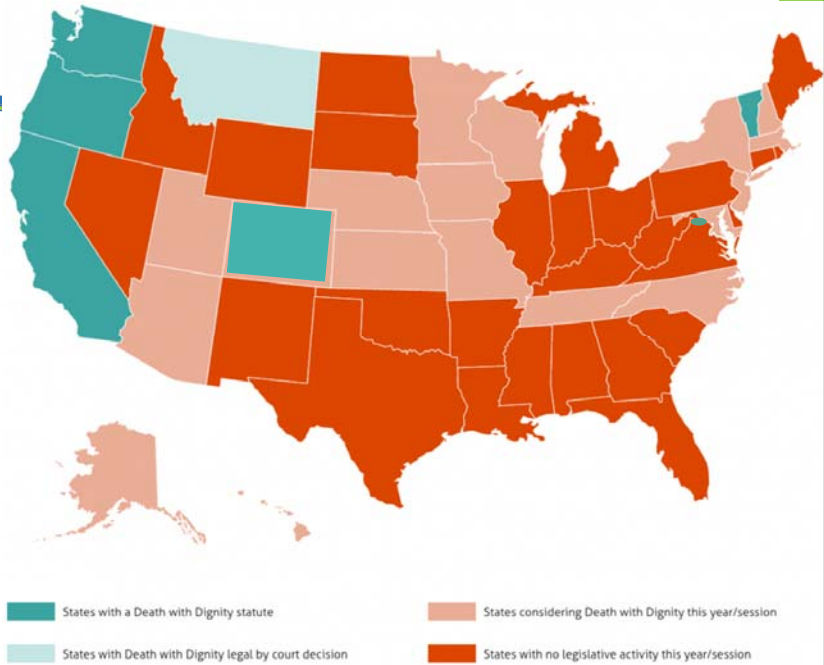 States with a Death with Dignity statute
States considering Death with Dignity this year/session
States with Death with Dignity legal by court decision
States with no legislative activity this year/session